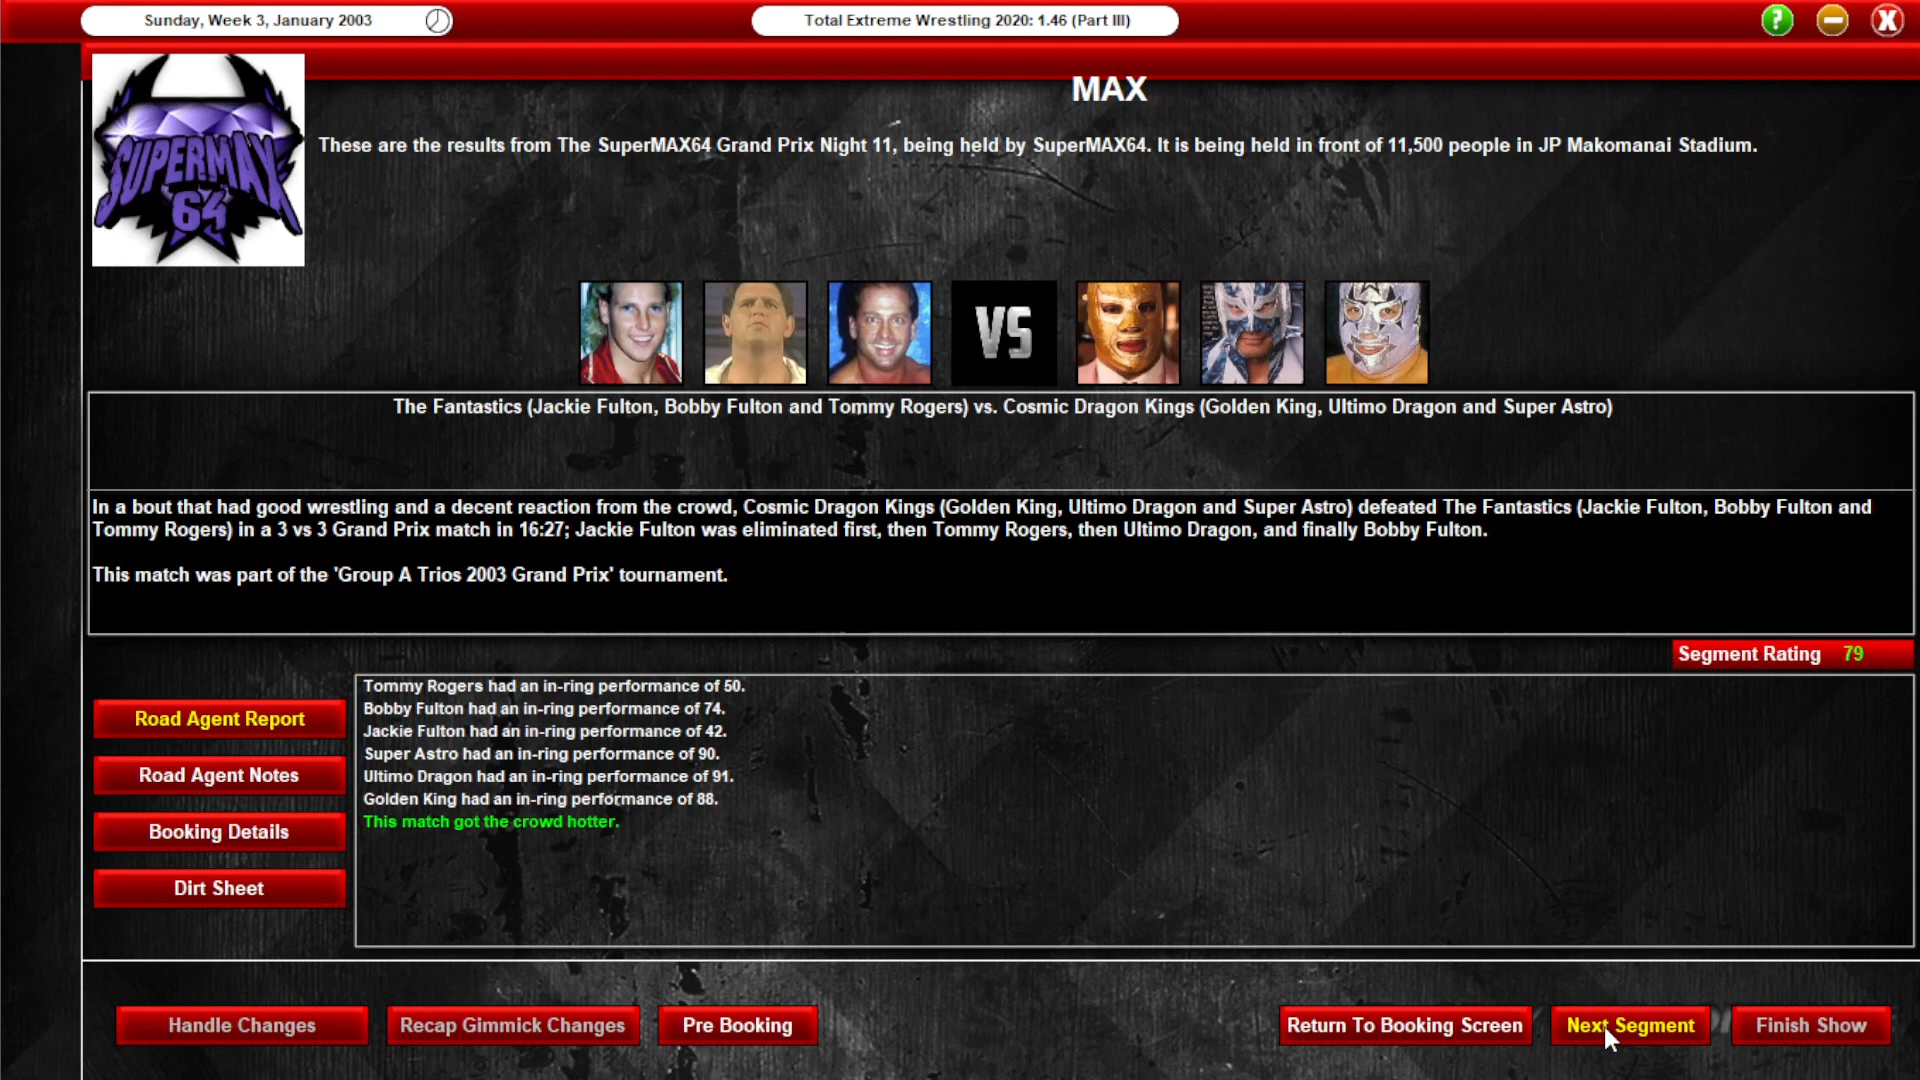 Sunday, Week 3, January 2003
Total Extreme Wrestling 2020: 1.46 (Part III)
?
X
SUPERMAX
64
MAX
These are the results from The SuperMAX64 Grand Prix Night 11, being held by SuperMAX64. It is being held in front of 11,500 people in JP Makomanai Stadium.
VS
The Fantastics (Jackie Fulton, Bobby Fulton and Tommy Rogers) vs. Cosmic Dragon Kings (Golden King, Ultimo Dragon and Super Astro)
In a bout that had good wrestling and a decent reaction from the crowd, Cosmic Dragon Kings (Golden King, Ultimo Dragon and Super Astro) defeated The Fantastics (Jackie Fulton, Bobby Fulton and
Tommy Rogers) in a 3 vs 3 Grand Prix match in 16:27; Jackie Fulton was eliminated first, then Tommy Rogers, then Ultimo Dragon, and finally Bobby Fulton.
This match was part of the 'Group A Trios 2003 Grand Prix' tournament.
Segment Rating 79
Road Agent Report
Road Agent Notes
Booking Details
Dirt Sheet
Tommy Rogers had an in-ring performance of 50.
Bobby Fulton had an in-ring performance of 74.
Jackie Fulton had an in-ring performance of 42.
Super Astro had an in-ring performance of 90.
Ultimo Dragon had an in-ring performance of 91.
Golden King had an in-ring performance of 88.
This match got the crowd hotter.
Handle Changes
Recap Gimmick Changes
Pre Booking
Return To Booking Screen
Next Segment
Finish Show